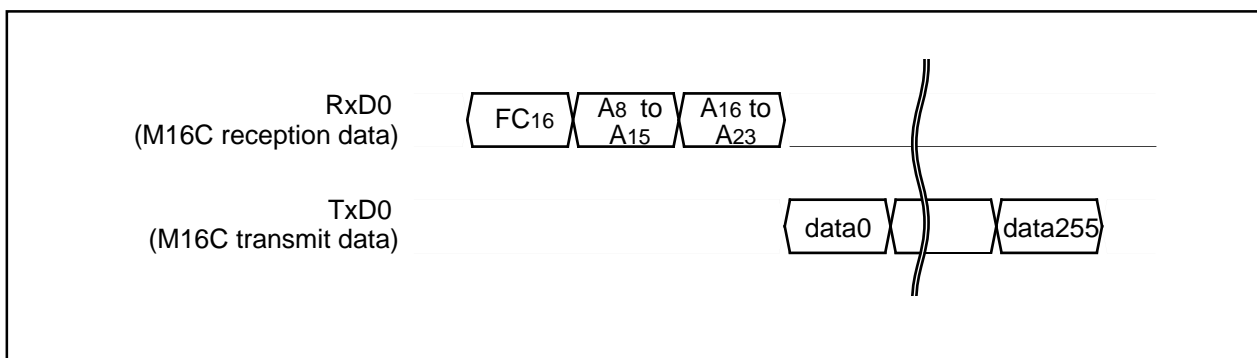 RxD0
(M16C reception data)
FC16
A8 to
A15
A16 to
A23
TxD0
(M16C transmit data)
data0
data255